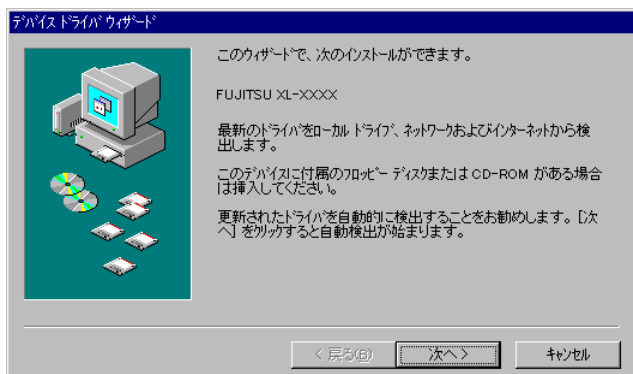 ﾃﾞﾊﾞｲｽ ﾄﾞﾗｲﾊﾞ ｳｨｻﾞｰﾄﾞ
このｳｨｻﾞｰﾄﾞで、次のインストールができます。
FUJITSU XL-XXXX
最新のﾄﾞﾗｲﾊﾞをﾛｰｶﾙ ﾄﾞﾗｲﾌﾞ、ﾈｯﾄﾜｰｸおよびｲﾝﾀｰﾈｯﾄから検
出します。
このﾃﾞﾊﾞｲｽに付属のﾌﾛｯﾋﾟｰ ﾃﾞｨｽｸまたは CD-ROM がある場合
は挿入してください。
更新されたﾄﾞﾗｲﾊﾞを自動的に検出することをお勧めします。[次
へ] をｸﾘｯｸすると自動検出が始まります。
< 戻る(B)
次へ >
ｷｬﾝｾﾙ